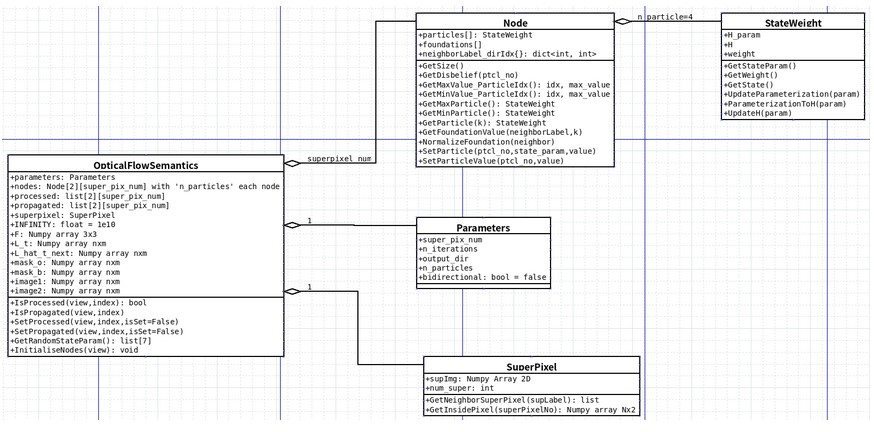 Node
+particles[]: StateWeight
+foundations[]
+neighborLabel_dirIdx{}: dict<int, int>
+GetSize()
+GetDisbelief(ptcl_no)
+GetMaxValue_ParticleIdx(): idx, max_value
+GetMinValue_ParticleIdx(): idx, max_value
+GetMaxParticle(): StateWeight
+GetMinParticle(): StateWeight
+GetParticle(k): StateWeight
+GetFoundationValue(neighborLabel,k)
+NormalizeFoundation(neighbor)
+SetParticle(ptcl_no,state_param,value)
+SetParticleValue(ptcl_no,value)
n_particle=4
StateWeight
+H_param
+H
+weight
+GetStateParam()
+GetWeight()
+GetState()
+UpdateParameterization(param)
+ParameterizationToH(param)
+UpdateH(param)
OpticalFlowSemantics
+parameters: Parameters
+nodes: Node[2][super_pix_num] with 'n_particles' each node
+processed: list[2][super_pix_num]
+propagated: list[2][super_pix_num]
+superpixel: SuperPixel
+INFINITY: float = 1e10
+F: Numpy array 3x3
+L_t: Numpy array nxm
+L_hat_t_next: Numpy array nxm
+mask_o: Numpy array nxm
+mask_b: Numpy array nxm
+image1: Numpy array nxm
+image2: Numpy array nxm
+IsProcessed(view,index): bool
+IsPropagated(view,index)
+SetProcessed(view,index,isSet=False)
+SetPropagated(view,index,isSet=False)
+GetRandomStateParam(): list[7]
+InitialiseNodes(view): void
superpixel_num
1
1
Parameters
+super_pix_num
+n_iterations
+output_dir
+n_particles
+bidirectional: bool = false
SuperPixel
+supImg: Numpy Array 2D
+num_super: int
+GetNeighborSuperPixel(supLabel): list
+GetInsidePixel(superPixelNo): Numpy array Nx2